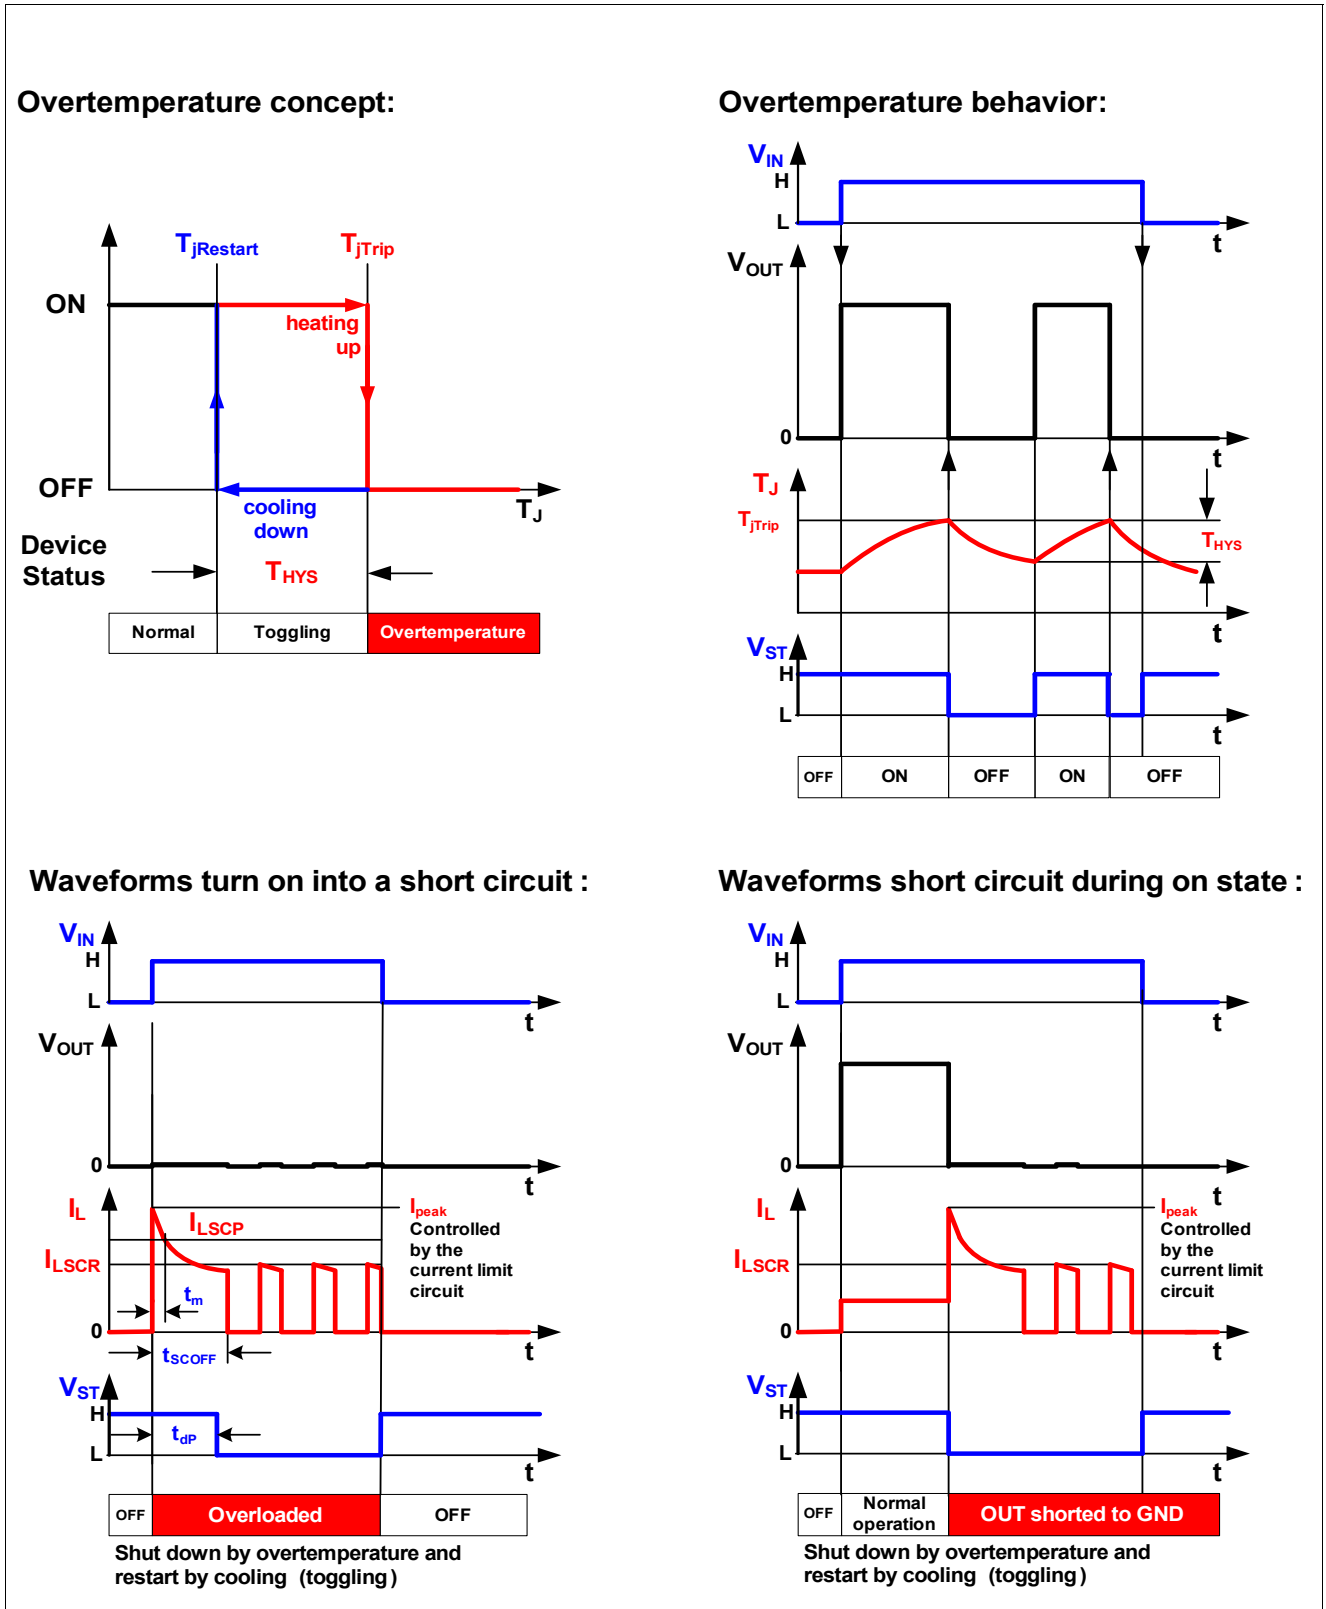 Overtemperature concept:
TjRestart
TjTrip
ON
heating
up
OFF
cooling
down
TJ
Device
Status
THYS
Normal
Toggling
Overtemperature
Overtemperature behavior:
VIN
H
L
t
VOUT
0
t
TJ
TjTrip
THYS
t
VST
H
L
t
OFF
ON
OFF
ON
OFF
Waveforms turn on into a short circuit :
VIN
H
L
t
VOUT
0
t
IL
ILSCP
ILSCR
Ipeak
Controlled
by the
current limit
circuit
tm
0
t
tSCOFF
VST
H
tdP
L
t
OFF
Overloaded
OFF
Shut down by overtemperature and
restart by cooling (toggling)
Waveforms short circuit during on state :
VIN
H
L
t
VOUT
0
t
IL
ILSCR
Ipeak
Controlled
by the
current limit
circuit
0
t
VST
H
L
t
OFF
Normal
operation
OUT shorted to GND
Shut down by overtemperature and
restart by cooling (toggling)